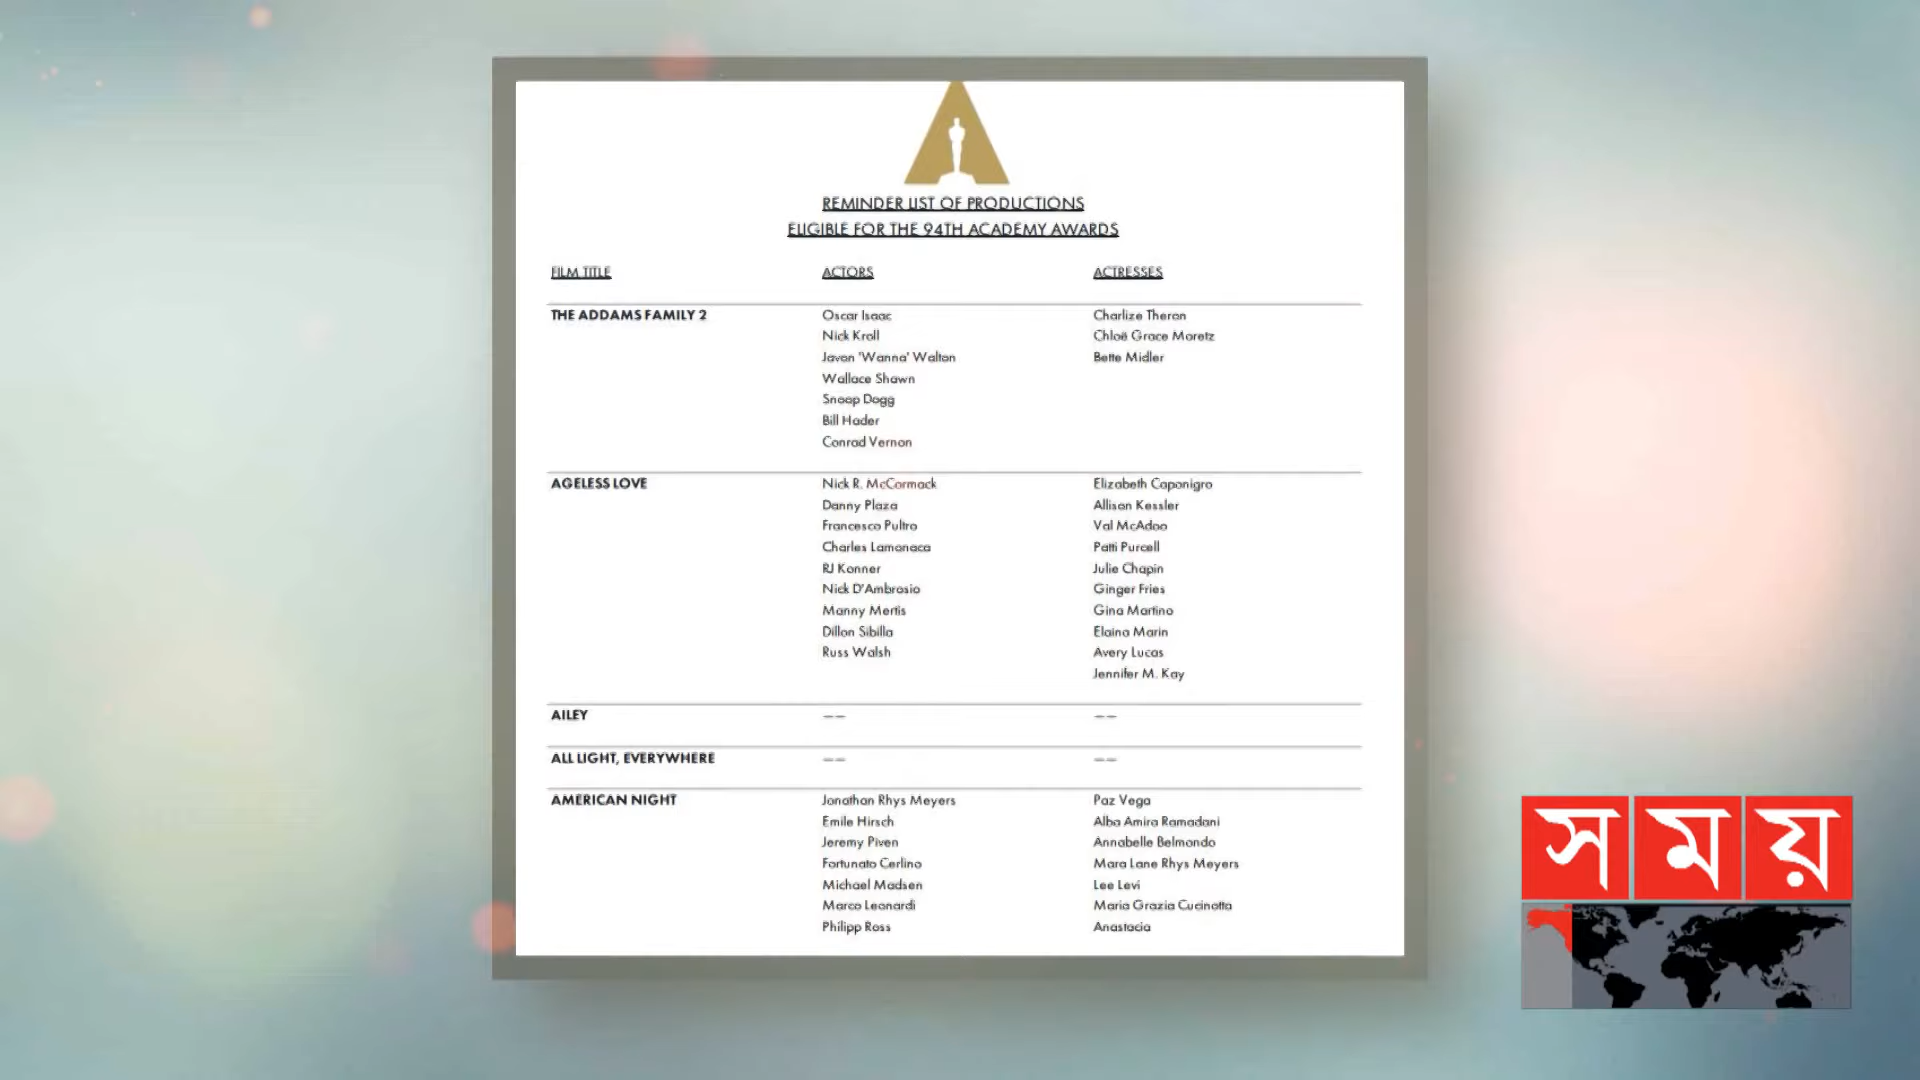 REMINDER LIST OF PRODUCTIONS
ELIGIBLE FOR THE 94TH ACADEMY AWARDS
FILM TITLE ACTORS ACTRESSES
THE ADDAMS FAMILY 2 Oscar Isaac Charlize Theron
Nick Kroll Chloë Grace Moretz
Javon 'Wanna' Walton Bette Midler
Wallace Shawn
Snoop Dogg
Bill Hader
Conrad Vernon
AGELESS LOVE Nick R. McCormack Elizabeth Caponigro
Danny Plaza Allison Kessler
Francesco Pultro Val McAdoo
Charles Lamonaca Patti Purcell
RJ Konner Julie Chapin
Nick D'Ambrosio Ginger Fries
Manny Mertis Gina Martino
Dillon Sibilla Elaina Marin
Russ Walsh Avery Lucas
Jennifer M. Kay
AILEY –– ––
ALL LIGHT, EVERYWHERE –– ––
AMERICAN NIGHT Jonathan Rhys Meyers Paz Vega
Emile Hirsch Alba Amira Ramadani
Jeremy Piven Annabelle Belmondo
Fortunato Cerlino Mara Lane Rhys Meyers
Michael Madsen Lee Levi
Marco Leonardi Maria Grazia Cucinotta
Philipp Ross Anastacia
সময়